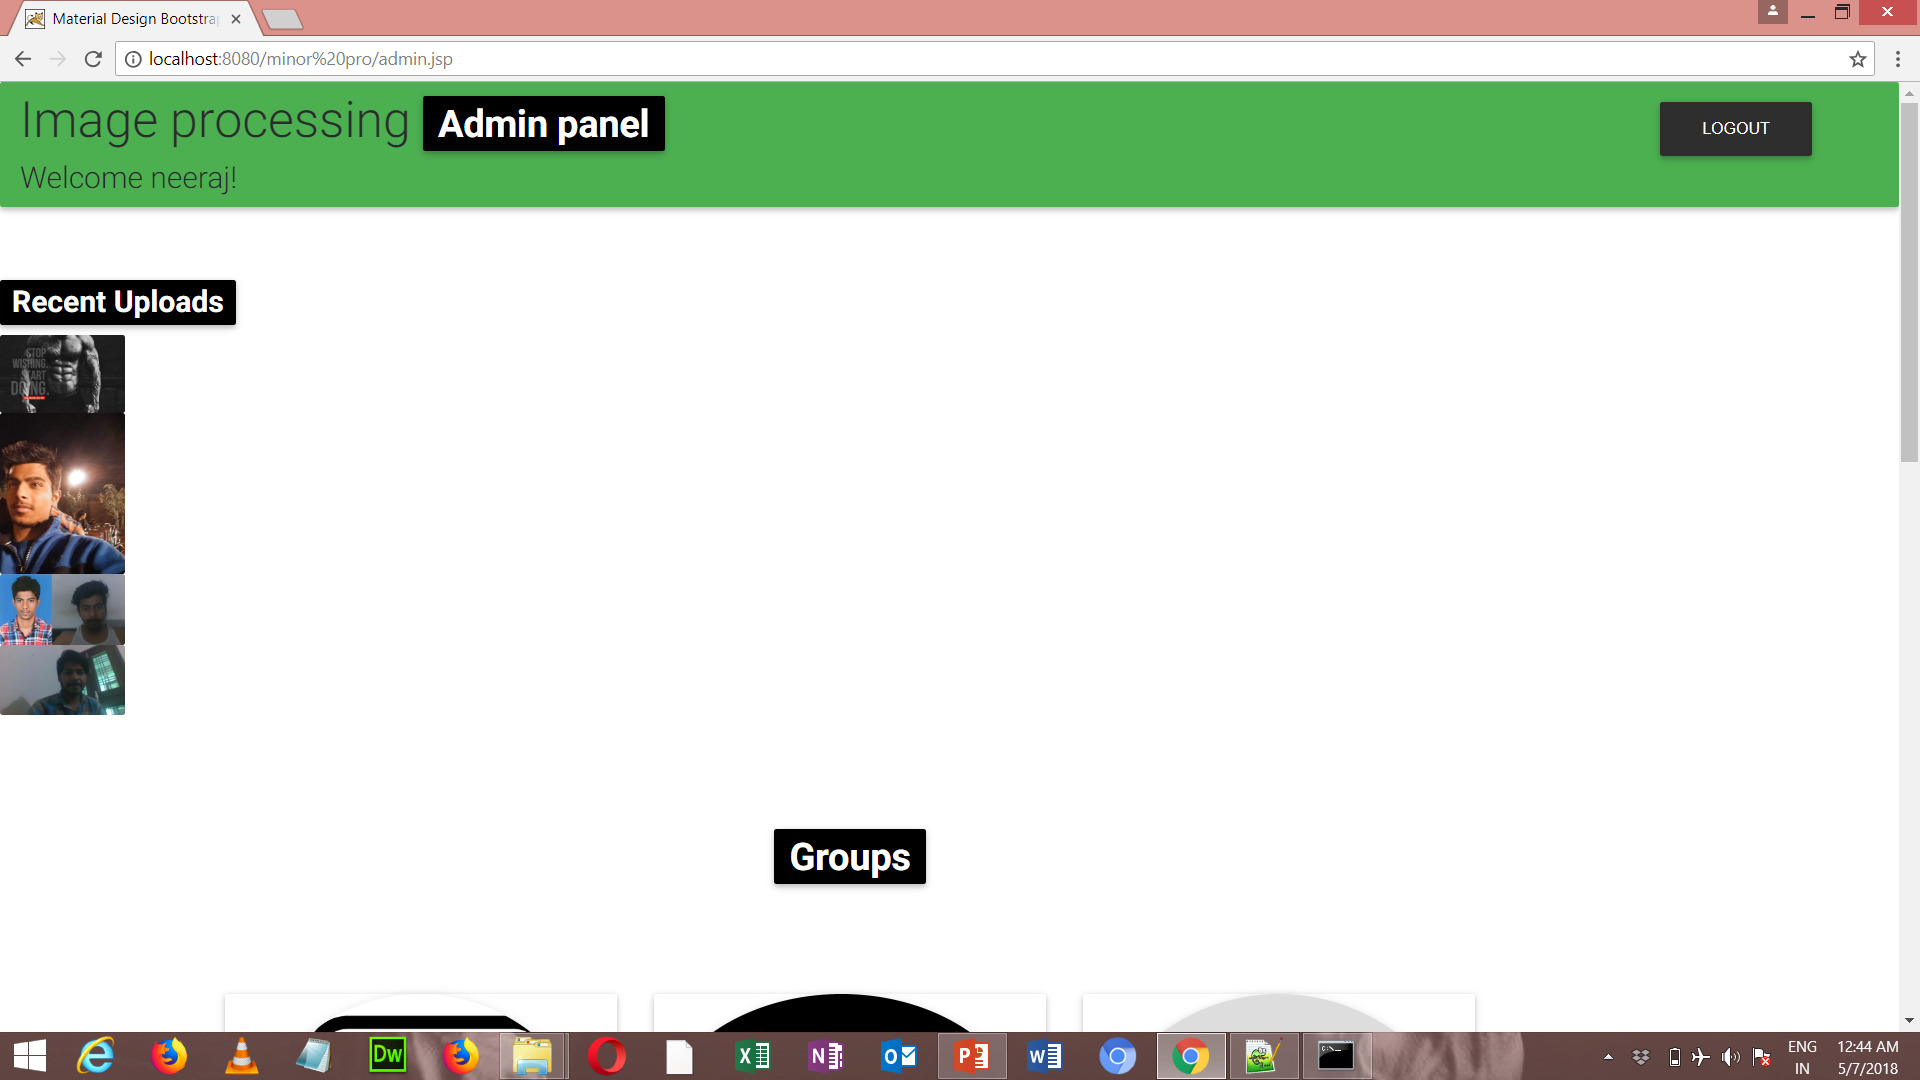 Material Design Bootstra
localhost:8080/minor%20pro/admin.jsp
Image processing Admin panel
LOGOUT
Welcome neeraj!
Recent Uploads
STOP
WISHING.
START
DOING.
Groups
ENG
IN
12:44 AM
5/7/2018